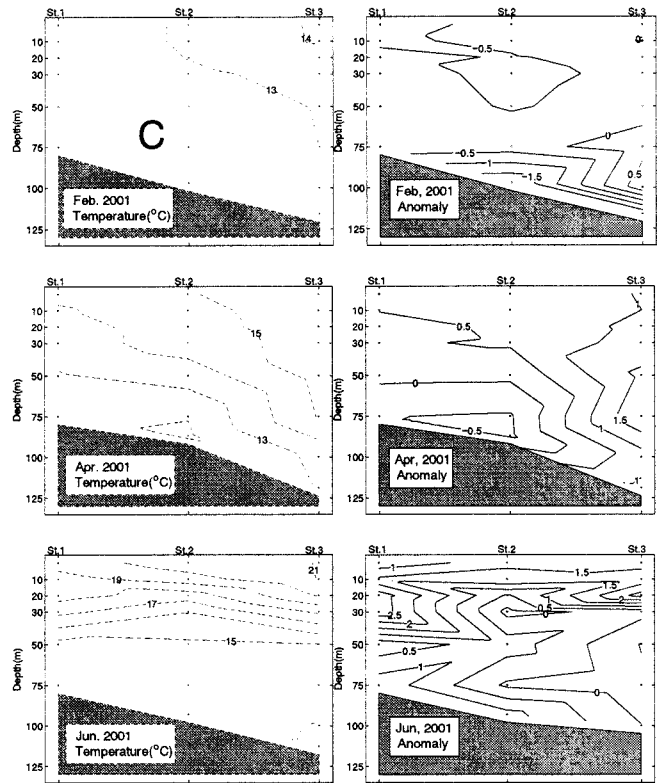 St.1 St.2 St.3
Depth(m)
10
20
30
50
75
100
125
14
13
C
Feb. 2001
Temperature(°C)
St.1 St.2 St.3
Depth(m)
10
20
30
50
75
100
125
−0.5
0
0
−0.5
−1
−1.5
0.5
Feb, 2001
Anomaly
St.1 St.2 St.3
Depth(m)
10
20
30
50
75
100
125
15
13
Apr. 2001
Temperature(°C)
St.1 St.2 St.3
Depth(m)
10
20
30
50
75
100
125
0.5
0
−0.5
1
1.5
1
Apr, 2001
Anomaly
St.1 St.2 St.3
Depth(m)
10
20
30
50
75
100
125
21
19
17
15
Jun. 2001
Temperature(°C)
St.1 St.2 St.3
Depth(m)
10
20
30
50
75
100
125
1
1.5
1
2
2.5
2
0.5
0
0.5
1
0
Jun, 2001
Anomaly